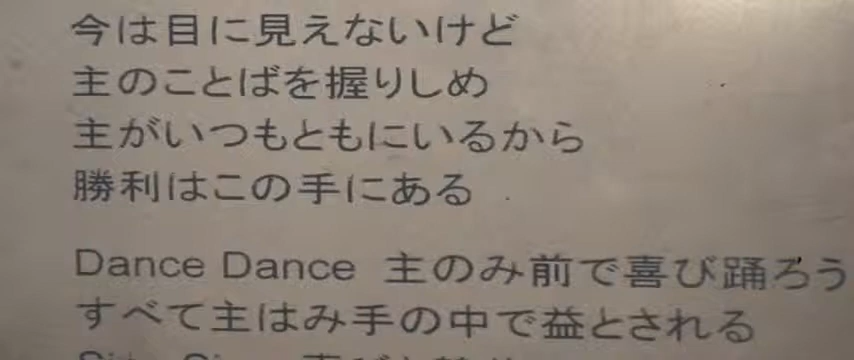 今は目に見えないけど
主のことばを握りしめ
主がいつもともにいるから
勝利はこの手にある
Dance Dance 主のみ前で喜び踊ろう
すべて主はみ手の中で益とされる